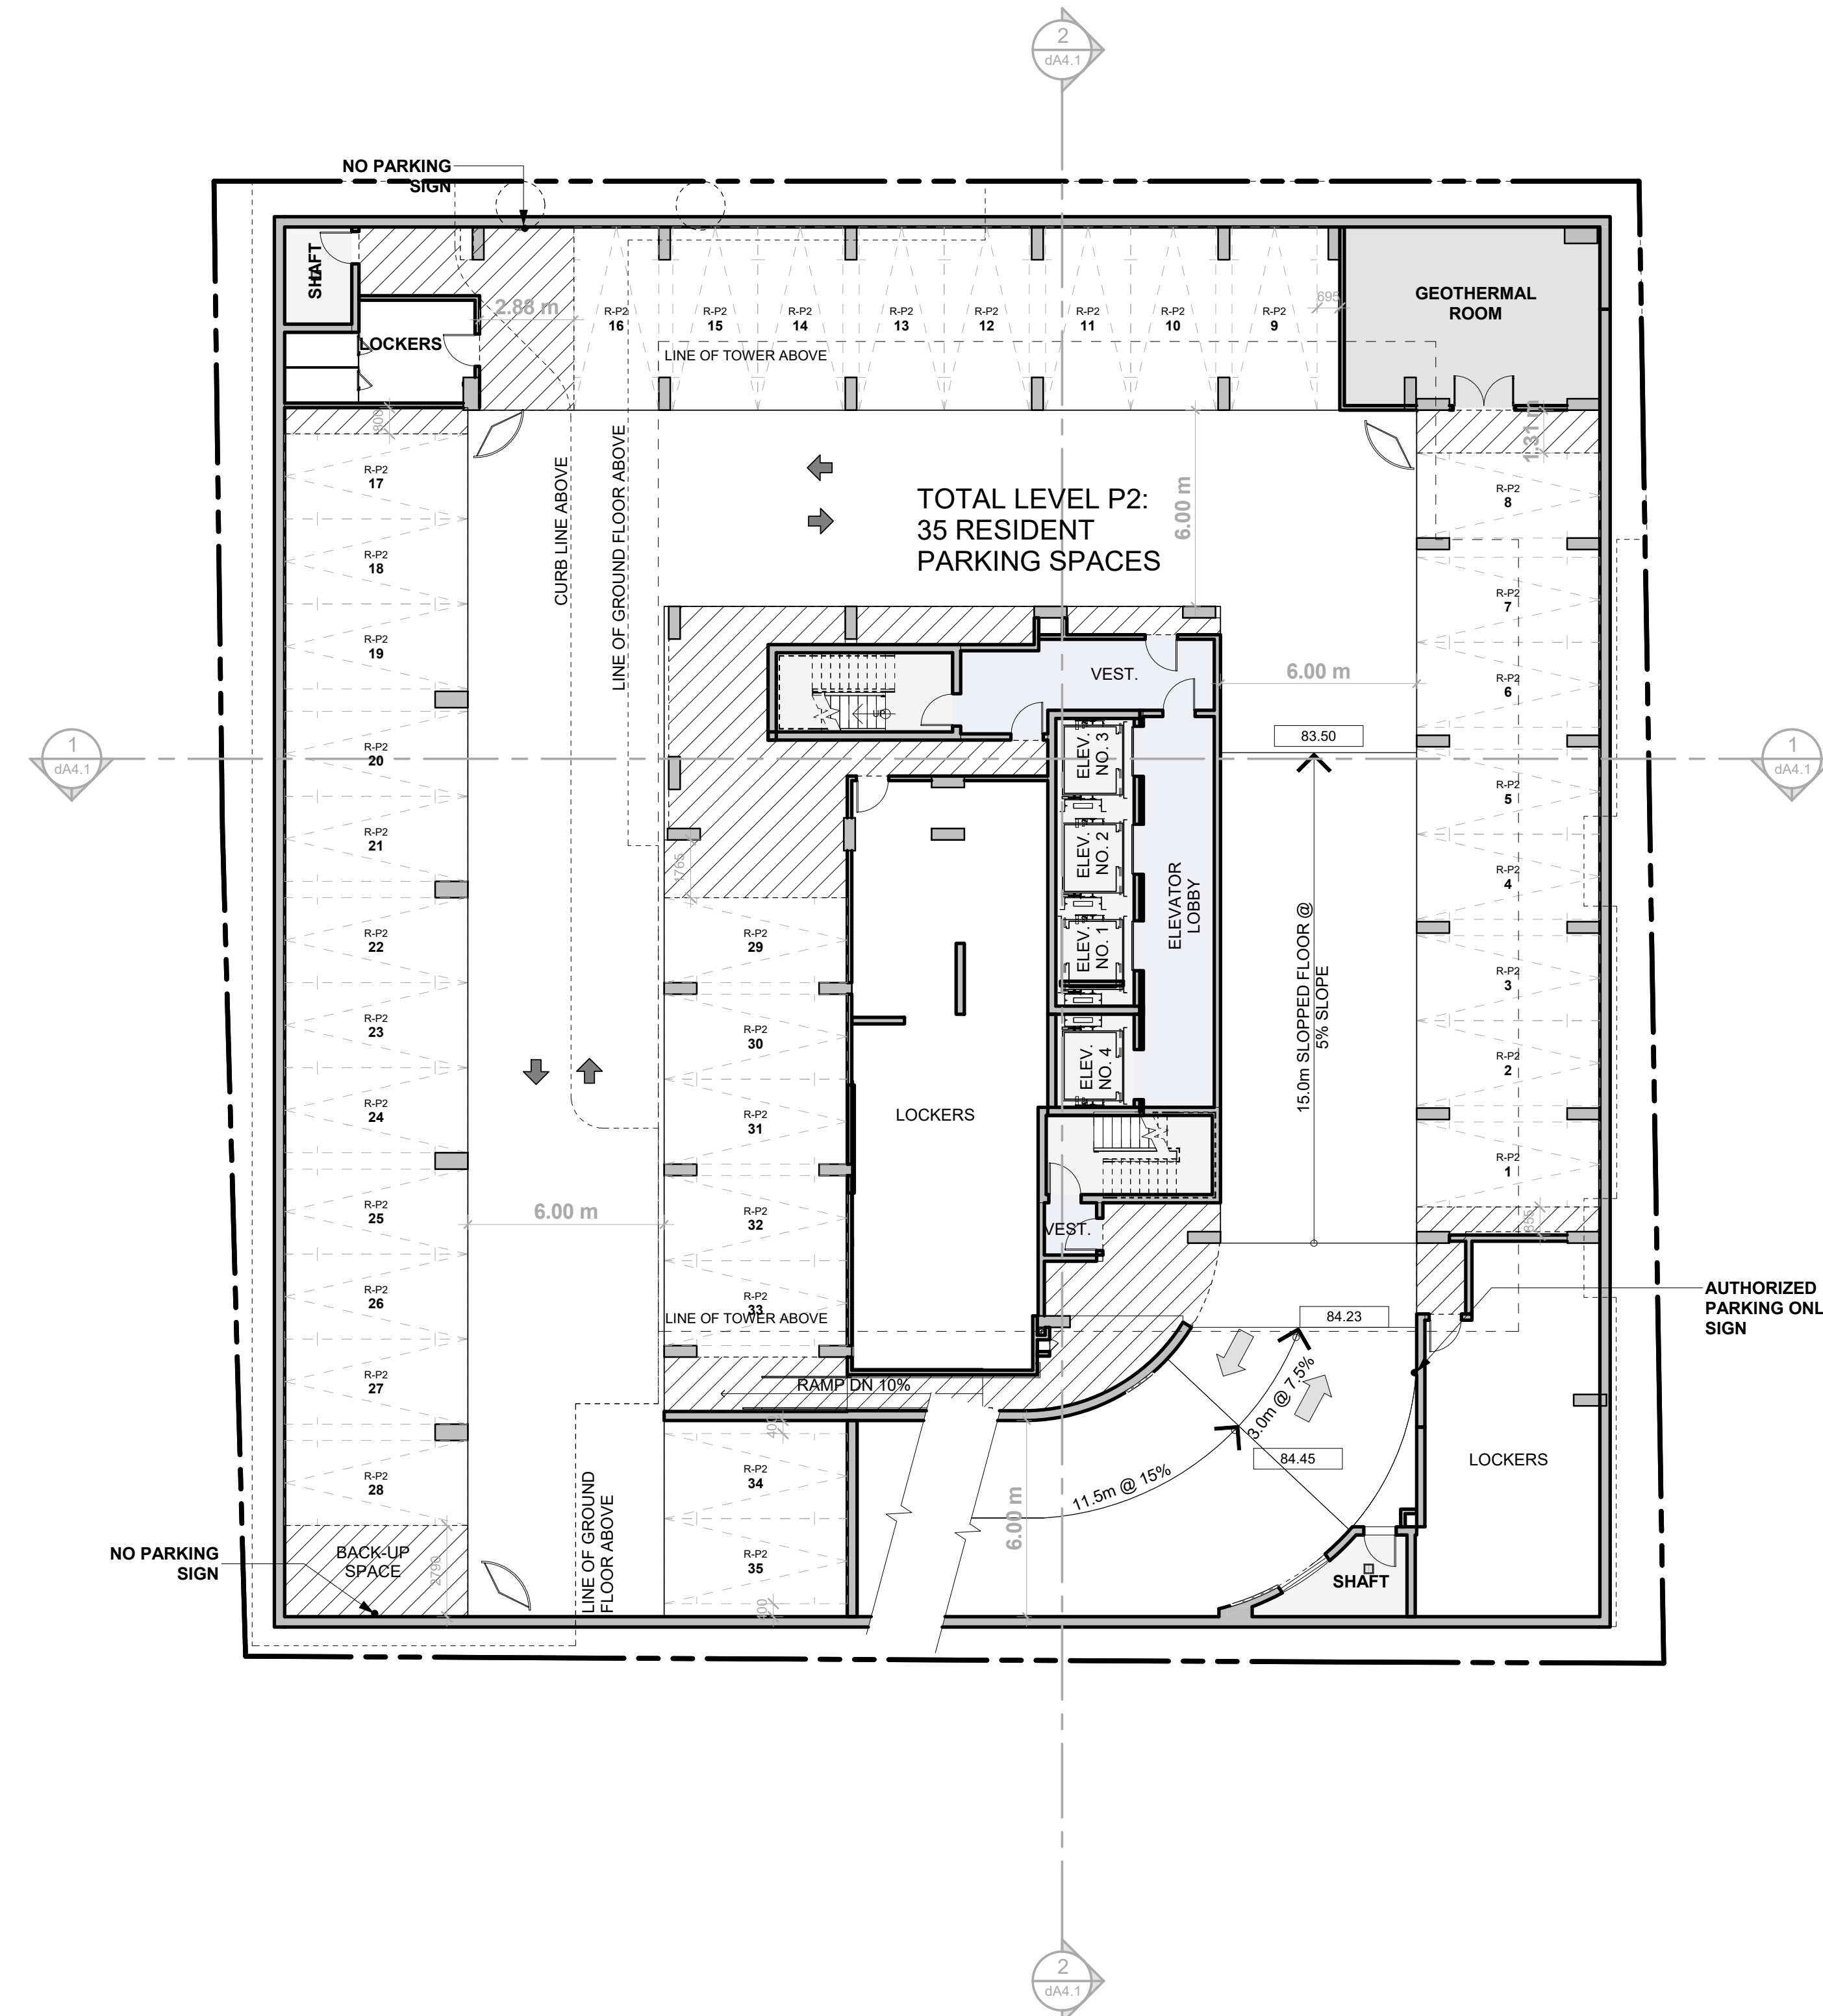 2
dA4.1
NO PARKING
SIGN
SHAFT
2.88 m
LOCKERS
R-P2
16
R-P2
15
R-P2
14
R-P2
13
R-P2
12
R-P2
11
R-P2
10
R-P2
9
695
GEOTHERMAL
ROOM
LINE OF TOWER ABOVE
800
1.31 m
R-P2
17
R-P2
18
R-P2
19
R-P2
20
R-P2
21
R-P2
22
R-P2
23
R-P2
24
R-P2
25
R-P2
26
R-P2
27
R-P2
28
CURB LINE ABOVE
LINE OF GROUND FLOOR ABOVE
TOTAL LEVEL P2:
35 RESIDENT
PARKING SPACES
6.00 m
R-P2
8
R-P2
7
R-P2
6
R-P2
5
R-P2
4
R-P2
3
R-P2
2
R-P2
1
VEST.
UP
6.00 m
83.50
1
dA4.1
1
dA4.1
ELEV.
NO. 3
ELEV.
NO. 2
ELEV.
NO. 1
ELEV.
NO. 4
ELEVATOR
LOBBY
15.0m SLOPPED FLOOR @
5% SLOPE
1765
R-P2
29
R-P2
30
R-P2
31
R-P2
32
R-P2
33
LINE OF TOWER ABOVE
LOCKERS
6.00 m
VEST.
855
AUTHORIZED
PARKING ONL
SIGN
84.23
RAMP DN 10%
3.0m @ 7.5%
84.45
11.5m @ 15%
LOCKERS
400
R-P2
34
R-P2
35
400
6.00 m
LINE OF GROUND
FLOOR ABOVE
BACK-UP
SPACE
2790
NO PARKING
SIGN
SHAFT
2
dA4.1